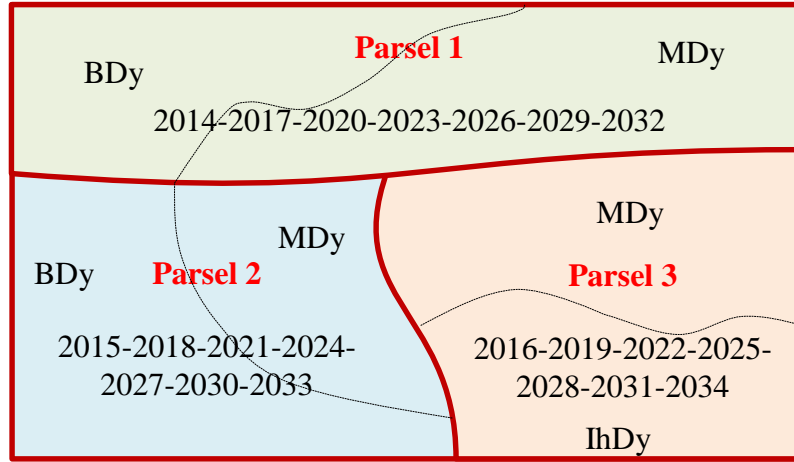 Parsel 1
BDy
MDy
2014-2017-2020-2023-2026-2029-2032
BDy
Parsel 2
MDy
2015-2018-2021-2024-
2027-2030-2033
MDy
Parsel 3
2016-2019-2022-2025-
2028-2031-2034
IhDy